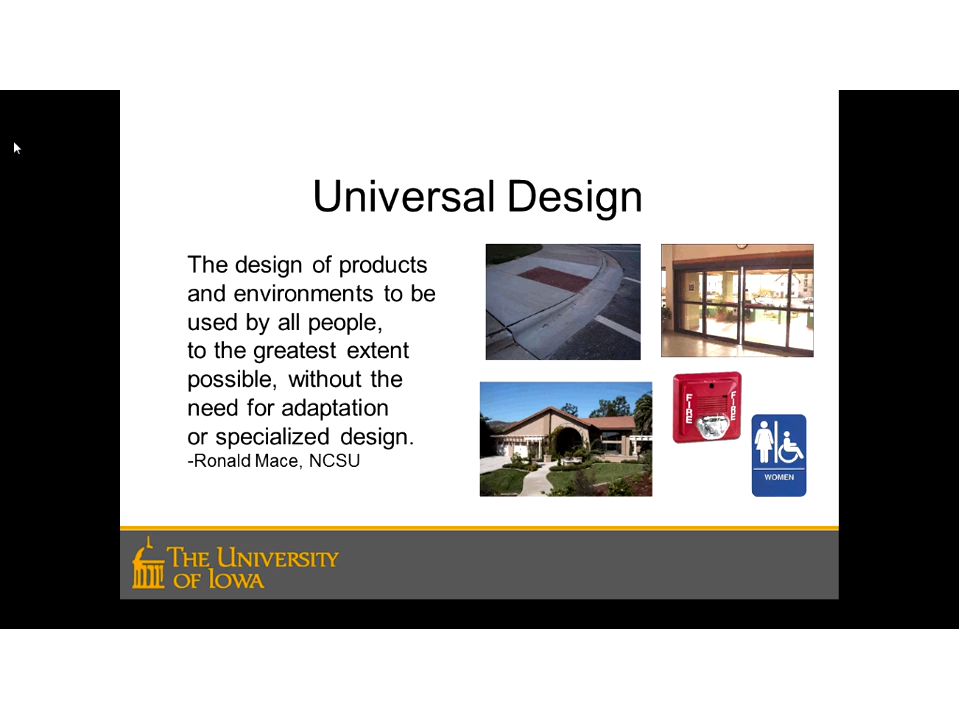 Universal Design
The design of products
and environments to be
used by all people,
to the greatest extent
possible, without the
need for adaptation
or specialized design.
-Ronald Mace, NCSU
FIRE
FIRE
WOMEN
THE UNIVERSITY
OF IOWA